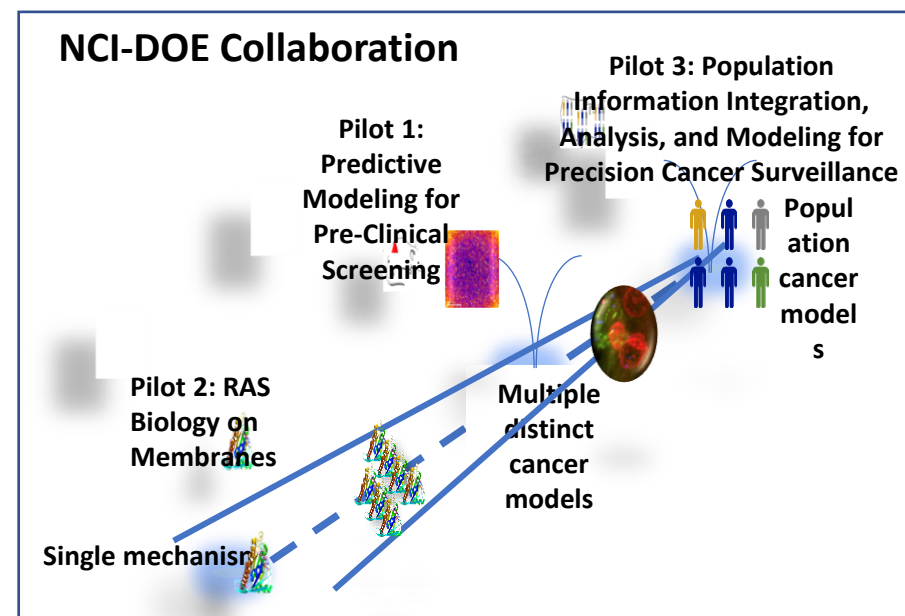 NCI-DOE Collaboration
Pilot 3: Population
Information Integration,
Analysis, and Modeling for
Precision Cancer Surveillance
Pilot 1:
Predictive
Modeling for
Pre-Clinical
Screening
Popul
ation
cancer
model
s
Pilot 2: RAS
Biology on
Membranes
Multiple
distinct
cancer
models
Single mechanism